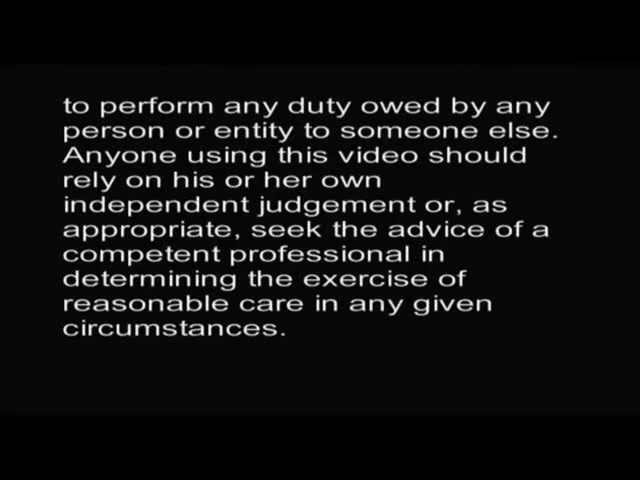 to perform any duty owed by any
person or entity to someone else.
Anyone using this video should
rely on his or her own
independent judgement or, as
appropriate, seek the advice of a
competent professional in
determining the exercise of
reasonable care in any given
circumstances.